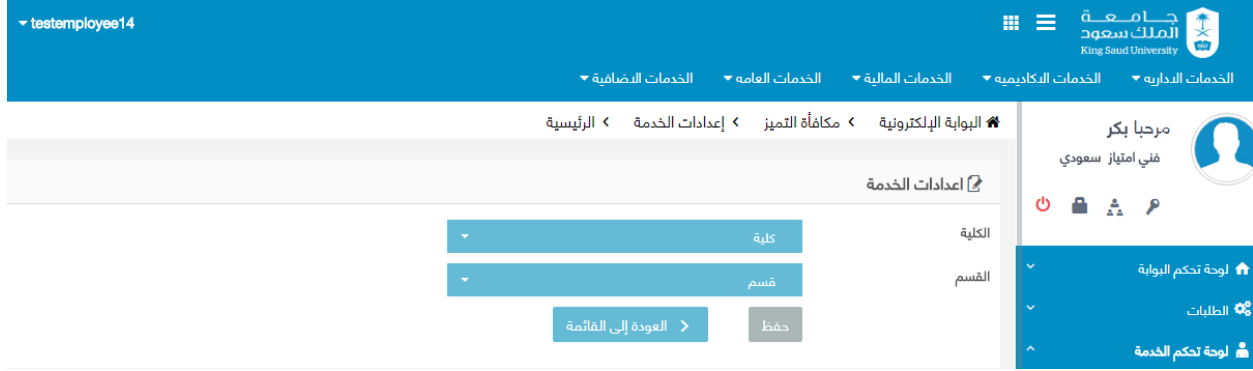 testemployee14
جـــامـــعـــة
الملك سعود
King Saud University
1957
الخدمات الاداريه
الخدمات الاكاديميه
الخدمات المالية
الخدمات العامه
الخدمات الاضافية
البوابة الإلكترونية › مكافأة التميز › إعدادات الخدمة › الرئيسية
مرحبا بكر
فني امتياز سعودي
اعدادات الخدمة
الكلية
كلية
القسم
قسم
حفظ
العودة إلى القائمة
لوحة تحكم البوابة
الطلبات
لوحة تحكم الخدمة